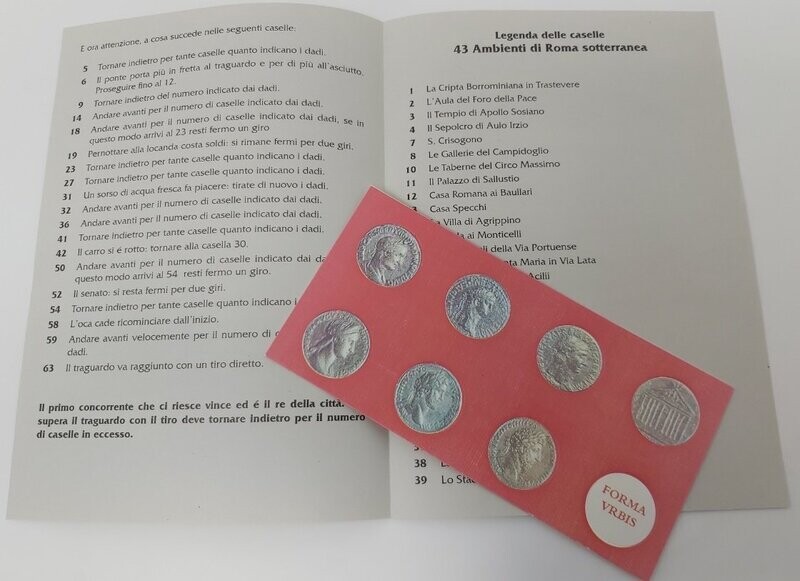 E ora attenzione, a cosa succede nelle seguenti caselle:
5 Tornare indietro per tante caselle quanto indicano i dadi.
6 Il ponte porta più in fretta al traguardo e per di più all'asciutto.
Proseguire fino al 12.
9 Tornare indietro del numero indicato dai dadi.
14 Andare avanti per il numero di caselle indicato dai dadi.
18 Andare avanti per il numero di caselle indicato dai dadi, se in
questo modo arrivi al 23 resti fermo un giro
19 Pernottare alla locanda costa soldi: si rimane fermi per due giri.
23 Tornare indietro per tante caselle quanto indicano i dadi.
27 Tornare indietro per tante caselle quanto indicano i dadi.
31 Un sorso di acqua fresca fa piacere: tirate di nuovo i dadi.
32 Andare avanti per il numero di caselle indicato dai dadi.
36 Andare avanti per il numero di caselle indicato dai dadi.
41 Tornare indietro per tante caselle quanto indicano i dadi.
42 Il carro si é rotto: tornare alla casella 30.
50 Andare avanti per il numero di caselle indicato dai
questo modo arrivi al 54 resti fermo un giro.
52 Il senato: si resta fermi per due giri.
54 Tornare indietro per tante caselle quanto indicano i
58 L'oca cade ricominciare dall'inizio.
59 Andare avanti velocemente per il numero di
dadi.
63 Il traguardo va raggiunto con un tiro diretto.
Il primo concorrente che ci riesce vince ed é il re della città.
supera il traguardo con il tiro deve tornare indietro per il numero
di caselle in eccesso.
Legenda delle caselle
43 Ambienti di Roma sotterranea
1 La Cripta Borrominiana in Trastevere
2 L'Aula del Foro della Pace
3 Il Tempio di Apollo Sosiano
4 Il Sepolcro di Aulo Irzio
7 S. Crisogono
8 Le Gallerie del Campidoglio
10 Le Taberne del Circo Massimo
11 Il Palazzo di Sallustio
12 Casa Romana ai Baullari
Casa Specchi
Villa di Agrippino
ai Monticelli
della Via Portuense
Maria in Via Lata
Acilii
38
39 Lo
FORMA
VRBIS